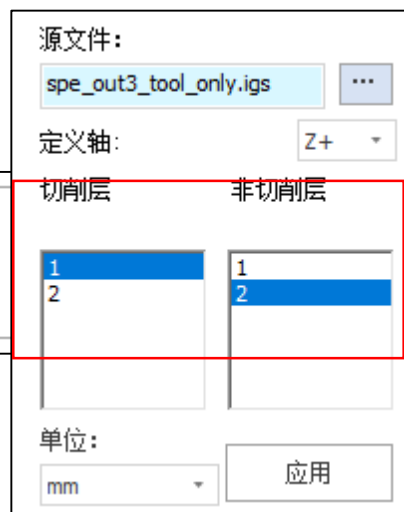 源文件:
spe_out3_tool_only.igs ...
定义轴: Z+
切削层 非切削层
1 1
2 2
单位:
mm 应用